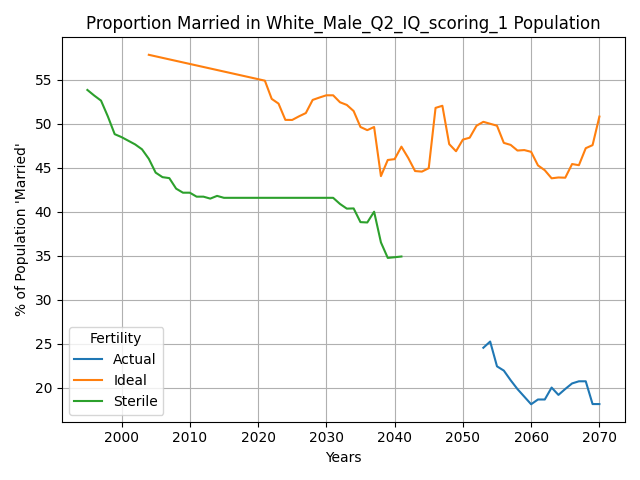 Proportion Married in White_Male_Q2_IQ_scoring_1 Population
% of Population 'Married'
55
50
45
40
35
30
25
20
Fertility
Actual
Ideal
Sterile
2000 2010 2020 2030 2040 2050 2060 2070
Years